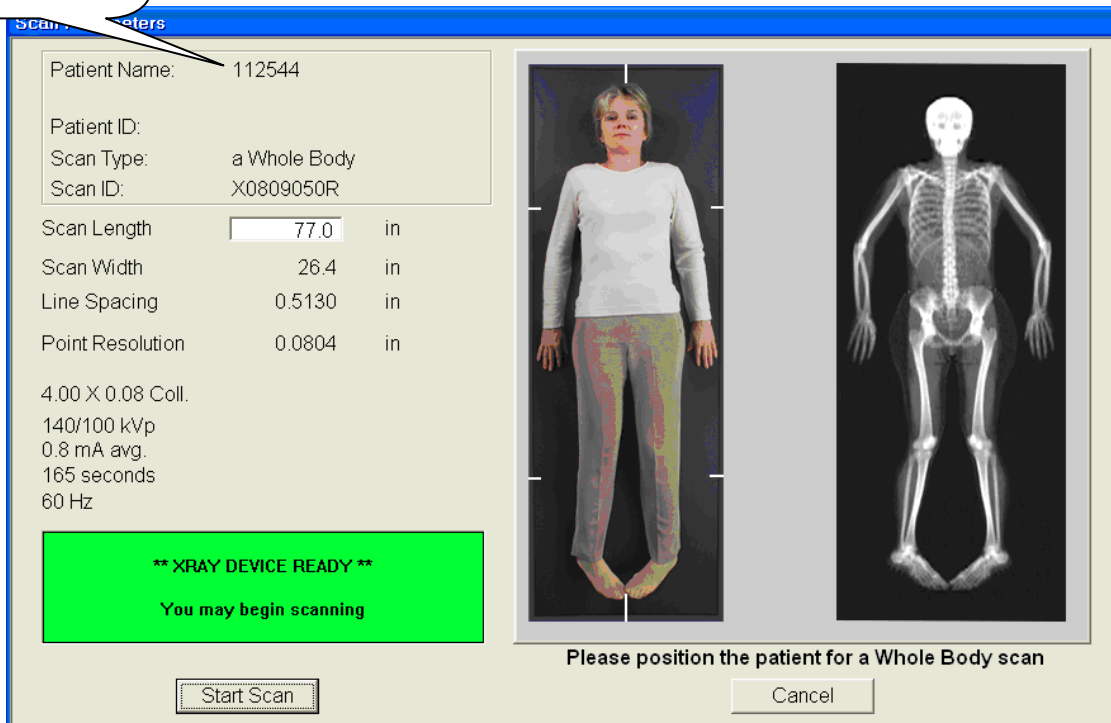 Patient Name: 112544
Patient ID:
Scan Type: a Whole Body
Scan ID: X0809050R
Scan Length 77.0 in
Scan Width 26.4 in
Line Spacing 0.5130 in
Point Resolution 0.0804 in
4.00 X 0.08 Coll.
140/100 kVp
0.8 mA avg.
165 seconds
60 Hz
** XRAY DEVICE READY **
You may begin scanning
Please position the patient for a Whole Body scan
Start Scan
Cancel